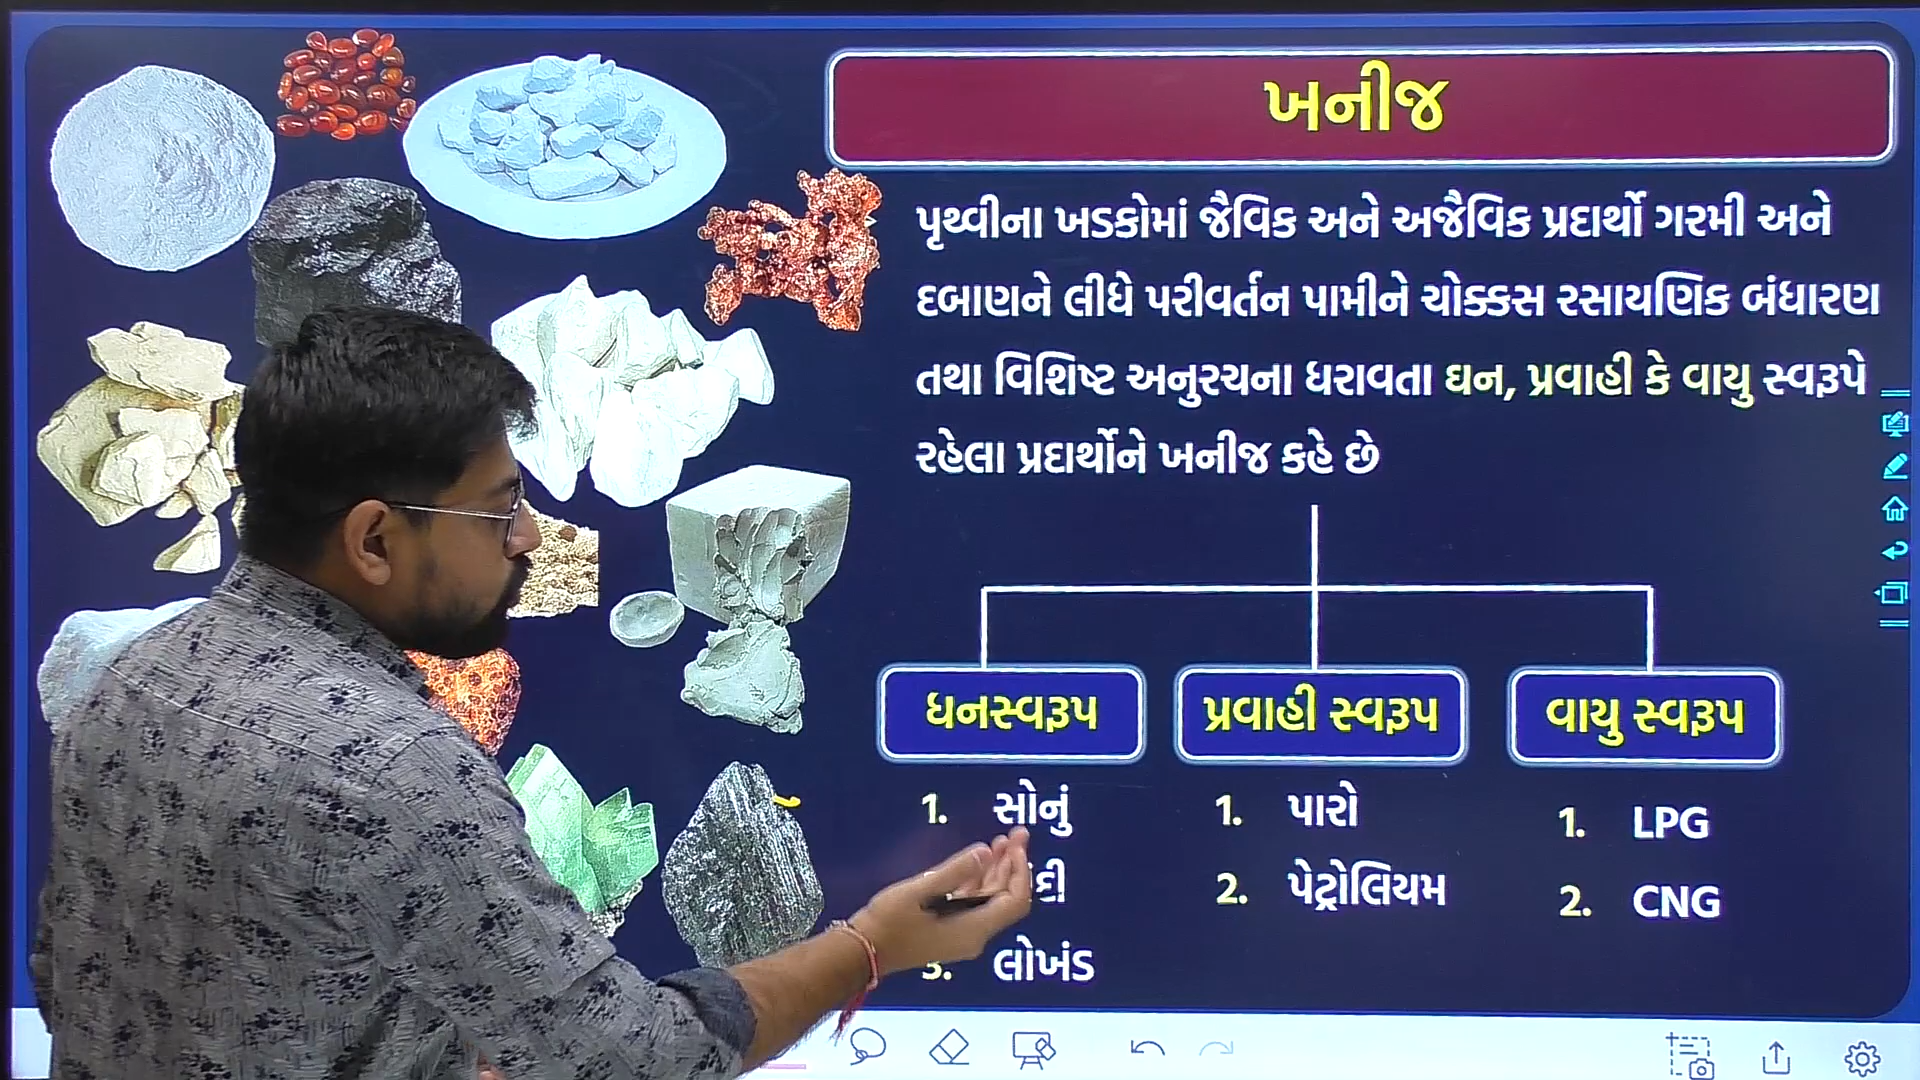 ખનીજ
પૃથ્વીના ખડકોમાં જૈવિક અને અજૈવિક પ્રદાર્થો ગરમી અને
દબાણને લીધે પરીવર્તન પામીને ચોક્કસ રસાયણિક બંધારણ
તથા વિશિષ્ટ અનુરચના ધરાવતા ઘન, પ્રવાહી કે વાયુ સ્વરૂપે
રહેલા પ્રદાર્થોને ખનીજ કહે છે
ધનસ્વરૂપ
1. સોનું
3. લોખંડ
પ્રવાહી સ્વરૂપ
1. પારો
2. પેટ્રોલિયમ
વાયુ સ્વરૂપ
1. LPG
2. CNG